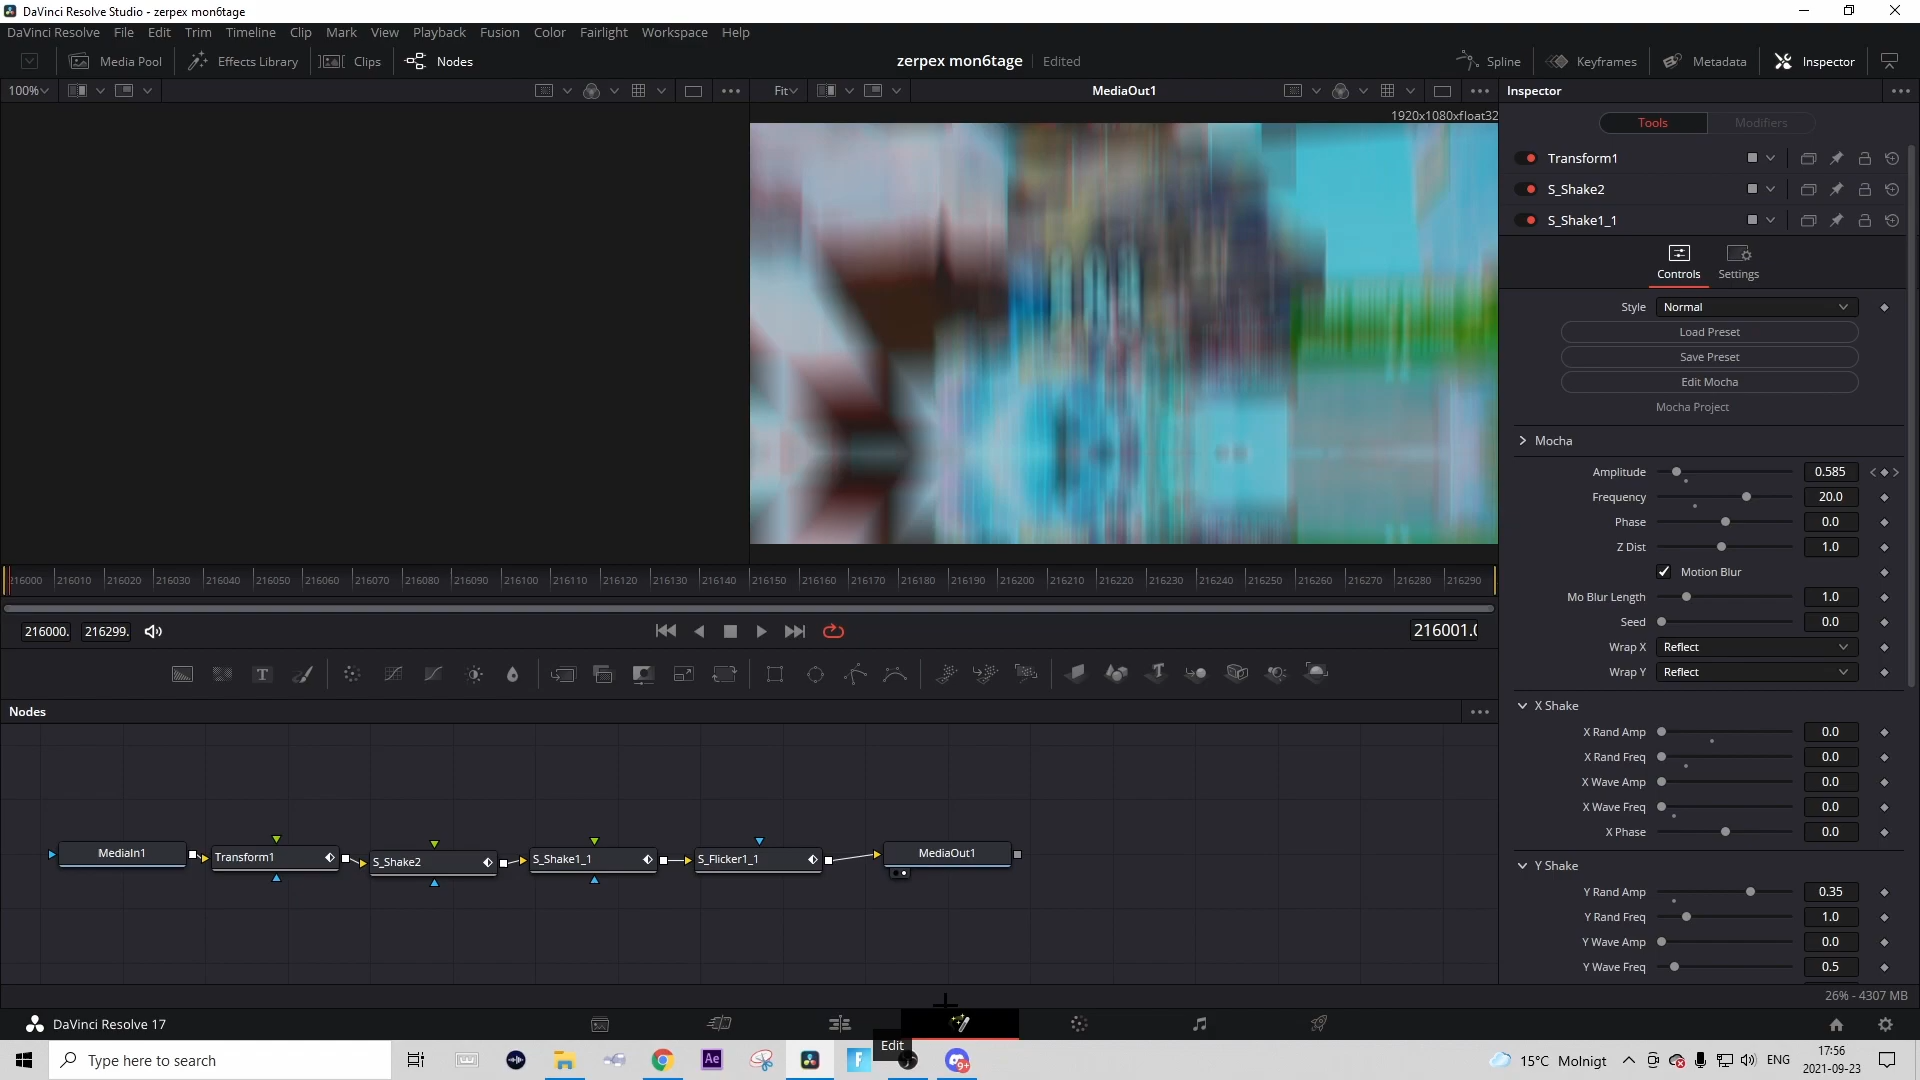 DaVinci Resolve Studio - zerpex mon6tage
DaVinci Resolve File Edit Trim Timeline Clip Mark View Playback Fusion Color Fairlight Workspace Help
Media Pool Effects Library Clips Nodes zerpex mon6tage Edited Spline Keyframes Metadata Inspector
100% Fit MediaOut1 Inspector
1920x1080xfloat32
Tools Modifiers
Transform1
S_Shake2
S_Shake1_1
Controls Settings
Style Normal
Load Preset
Save Preset
Edit Mocha
Mocha Project
Mocha
Amplitude 0.585
Frequency 20.0
Phase 0.0
Z Dist 1.0
Motion Blur
Mo Blur Length 1.0
Seed 0.0
Wrap X Reflect
Wrap Y Reflect
X Shake
X Rand Amp 0.0
X Rand Freq 0.0
X Wave Amp 0.0
X Wave Freq 0.0
X Phase 0.0
Y Shake
Y Rand Amp 0.35
Y Rand Freq 1.0
Y Wave Amp 0.0
Y Wave Freq 0.5
216000 216010 216020 216030 216040 216050 216060 216070 216080 216090 216100 216110 216120 216130 216140 216150 216160 216170 216180 216190 216200 216210 216220 216230 216240 216250 216260 216270 216280 216290
216000. 216299. 216001.0
Nodes
MediaIn1 Transform1 S_Shake2 S_Shake1_1 S_Flicker1_1 MediaOut1
26% - 4307 MB
DaVinci Resolve 17
Edit
Type here to search
Ae
9+
15°C Molnigt
ENG
17:56
2021-09-23